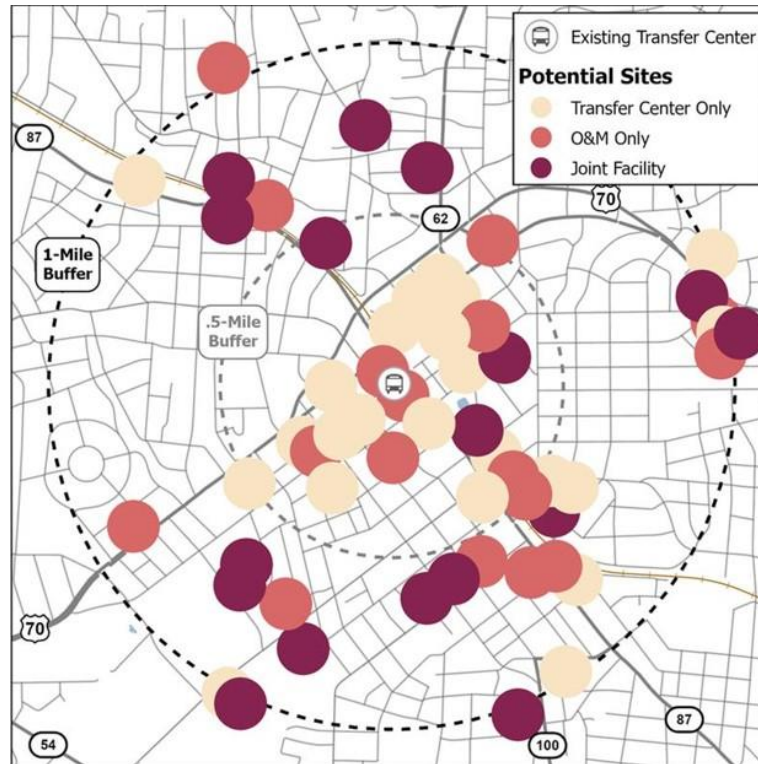 Existing Transfer Center
Potential Sites
Transfer Center Only
O&M Only
Joint Facility
87
70
62
1-Mile
Buffer
.5-Mile
Buffer
70
54
100
87